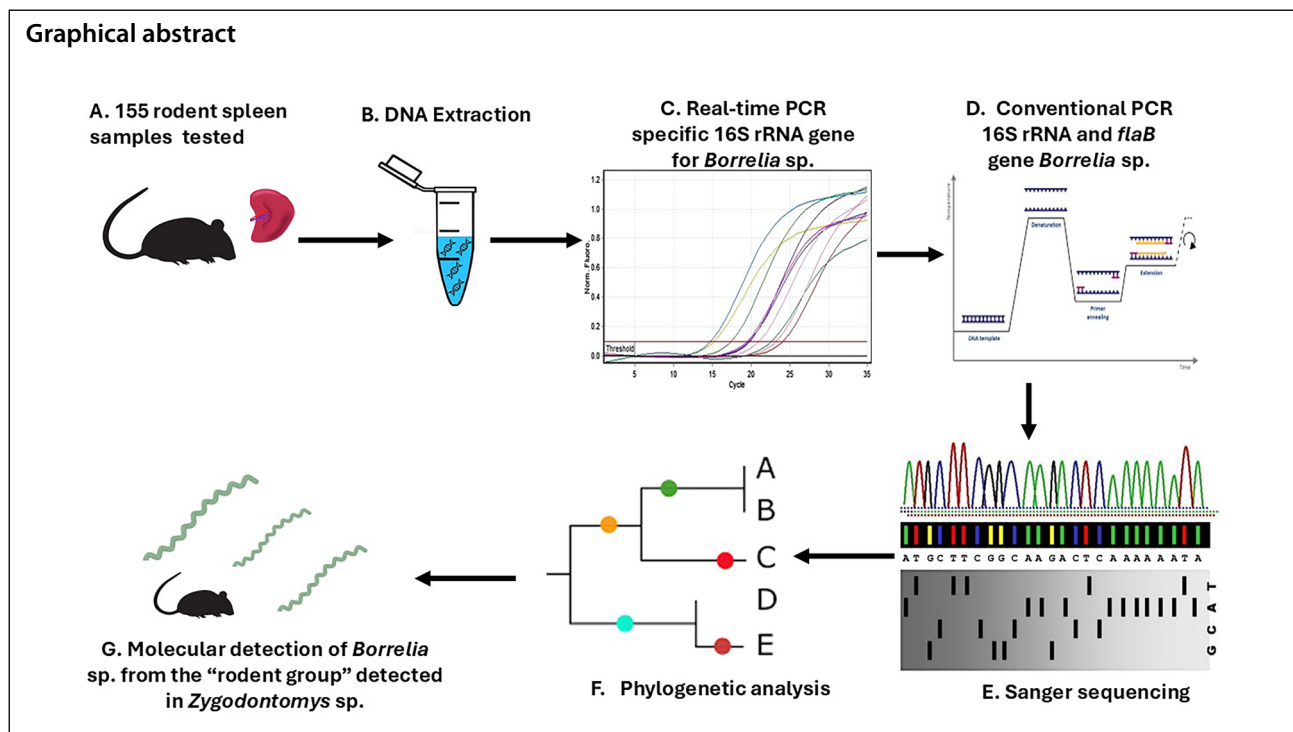 Graphical abstract
A. 155 rodent spleen
samples tested
B. DNA Extraction
C. Real-time PCR
specific 16S rRNA gene
for Borrelia sp.
D. Conventional PCR
16S rRNA and flaB
gene Borrelia sp.
Norm. Fluoro.
1.2
1.0
0.8
0.6
0.4
0.2
0.0
Threshold
5
10
15
20
25
30
35
Cycle
Temperature
Denaturation
Extension
Primer
annealing
DNA template
Time
A T G C T T C G G C A A G A C T C A A A A A A T A
T
A
C
G
E. Sanger sequencing
A
B
C
D
E
F. Phylogenetic analysis
G. Molecular detection of Borrelia
sp. from the “rodent group” detected
in Zygodontomys sp.